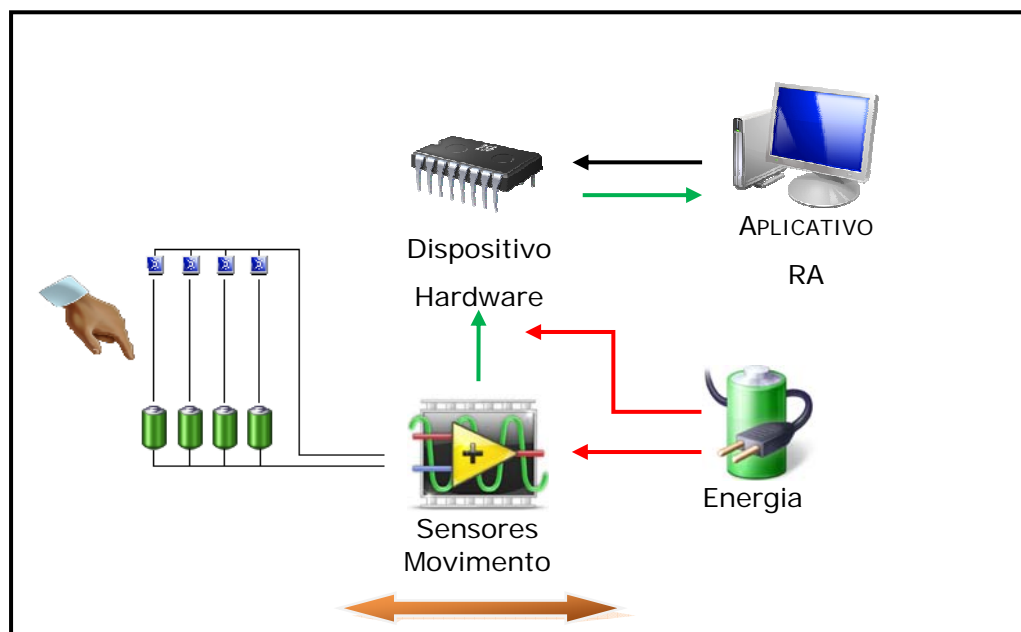 Dispositivo
Hardware
APLICATIVO
RA
Sensores
Movimento
Energia